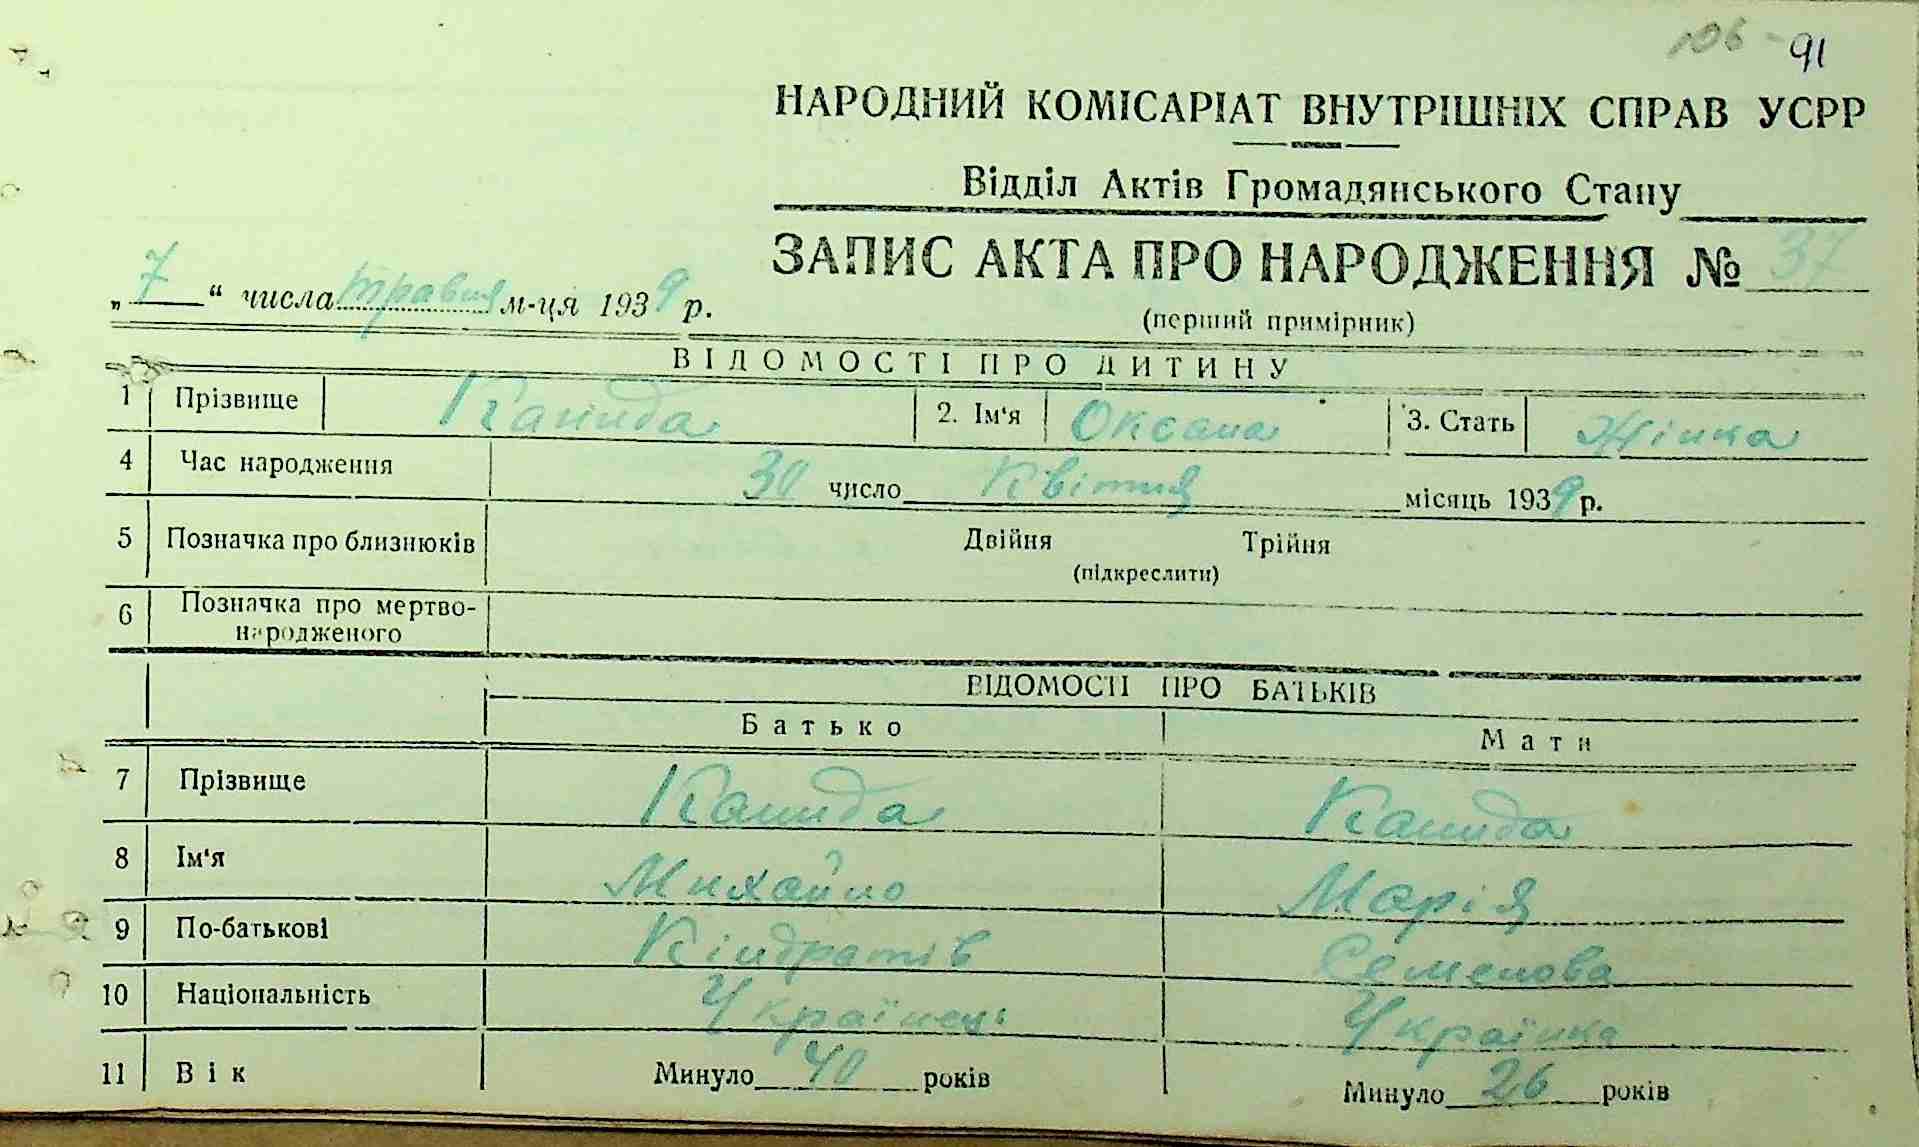 106 - 91
НАРОДНИЙ КОМІСАРІАТ ВНУТРІШНІХ СПРАВ УСРР
Відділ Актів Громадянського Стану
ЗАПИС АКТА ПРО НАРОДЖЕННЯ № 37
„ 7 “ числа травня м-ця 1939 р.
(перший примірник)
ВІДОМОСТІ ПРО ДИТИНУ
1 Прізвище 2. Ім'я Оксана 3. Стать Жінка
4 Час народження 30 число Квітня місяць 1939 р.
5 Позначка про близнюків Двійня Трійня
(підкреслити)
6 Позначка про мертво-
народженого
ВІДОМОСТІ ПРО БАТЬКІВ
Батько Мати
7 Прізвище
8 Ім'я Михайло Марія
9 По-батькові Кіндратів Семенова
10 Національність Українець Українка
11 Вік Минуло 40 років Минуло 26 років